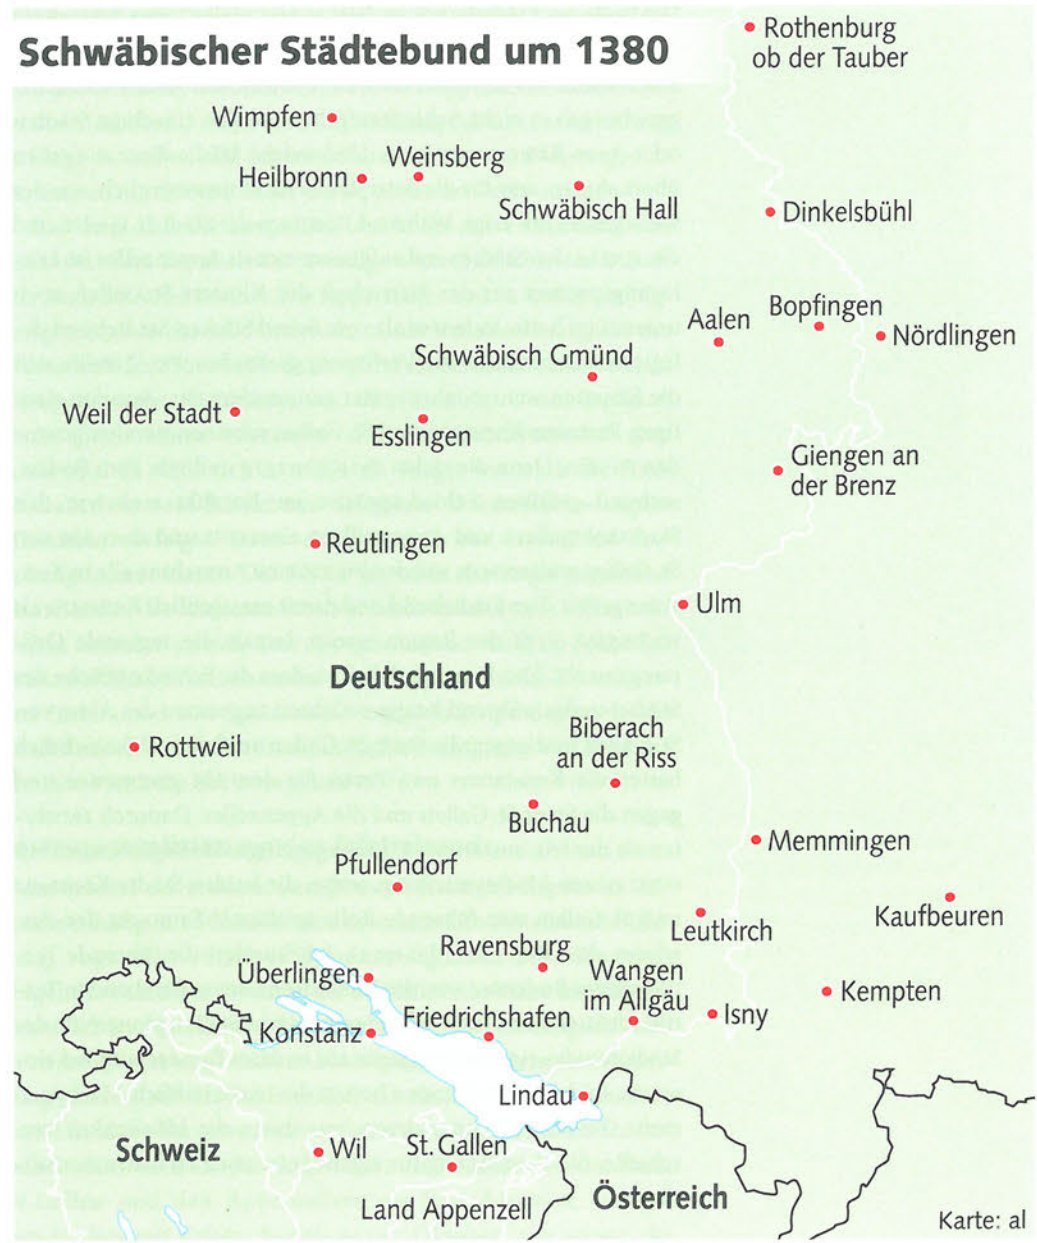 Schwäbischer Städtebund um 1380
Rothenburg
ob der Tauber
Wimpfen
Weinsberg
Heilbronn
Schwäbisch Hall
Dinkelsbühl
Bopfingen
Aalen
Nördlingen
Schwäbisch Gmünd
Weil der Stadt
Esslingen
Giengen an
der Brenz
Reutlingen
Ulm
Deutschland
Rottweil
Biberach
an der Riss
Buchau
Memmingen
Pfullendorf
Kaufbeuren
Leutkirch
Ravensburg
Wangen
im Allgäu
Überlingen
Kempten
Friedrichshafen
Isny
Konstanz
Lindau
Schweiz
Wil
St. Gallen
Land Appenzell
Österreich
Karte: al